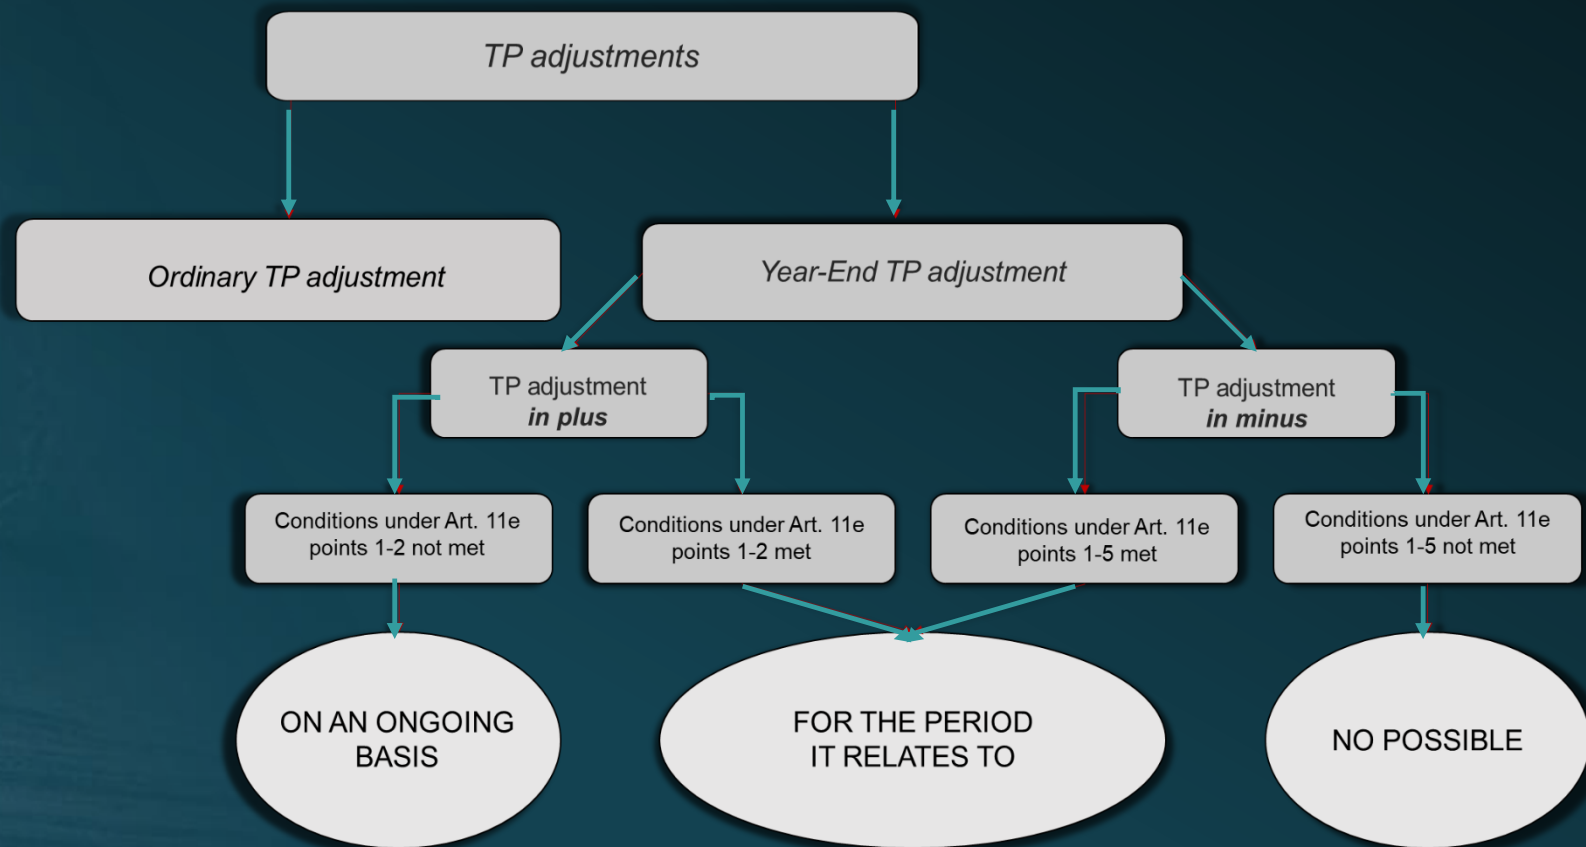 TP adjustments
Ordinary TP adjustment
Year-End TP adjustment
TP adjustment
in plus
TP adjustment
in minus
Conditions under Art. 11e
points 1-2 not met
Conditions under Art. 11e
points 1-2 met
Conditions under Art. 11e
points 1-5 met
Conditions under Art. 11e
points 1-5 not met
ON AN ONGOING
BASIS
FOR THE PERIOD
IT RELATES TO
NO POSSIBLE